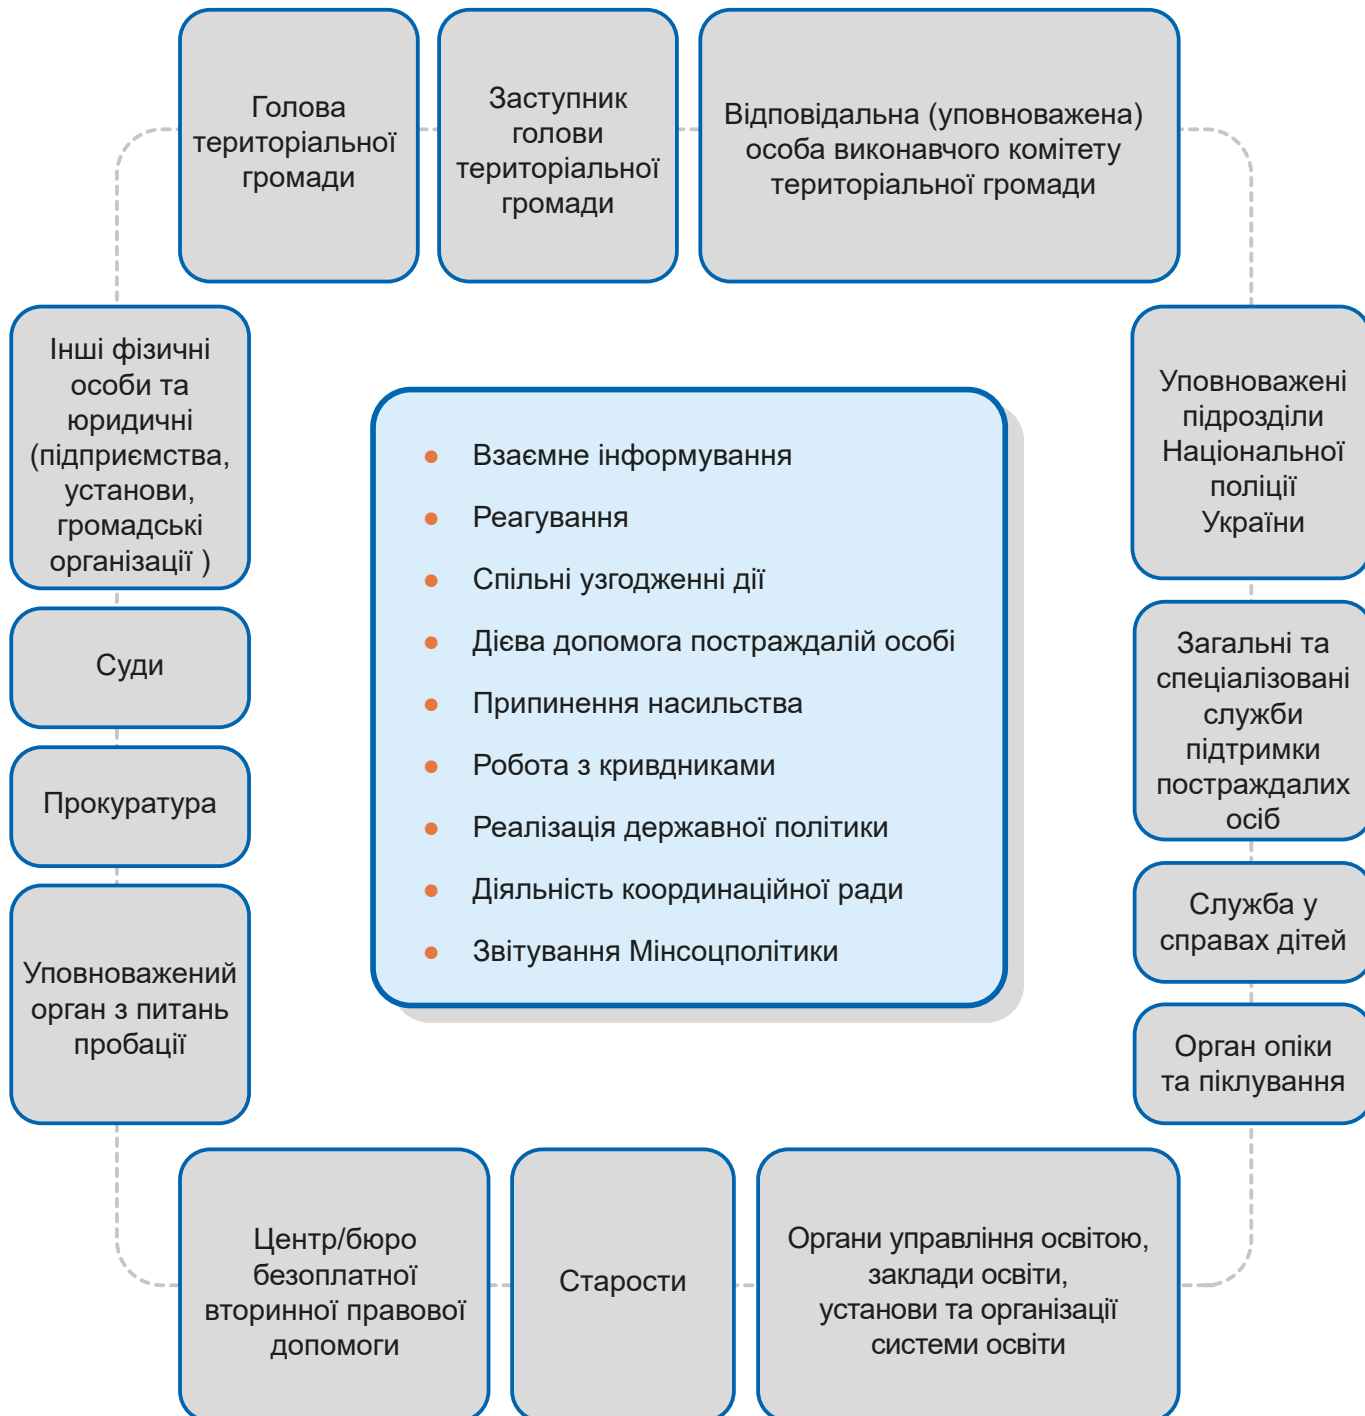 Голова
територіальної
громади
Заступник
голови
територіальної
громади
Відповідальна (уповноважена)
особа виконавчого комітету
територіальної громади
Інші фізичні
особи та
юридичні
(підприємства,
установи,
громадські
організації )
Суди
Прокуратура
Уповноважений
орган з питань
пробації
Взаємне інформування
Реагування
Спільні узгодженні дії
Дієва допомога постраждалій особі
Припинення насильства
Робота з кривдниками
Реалізація державної політики
Діяльність координаційної ради
Звітування Мінсоцполітики
Уповноважені
підрозділи
Національної
поліції
України
Загальні та
спеціалізовані
служби
підтримки
постраждалих
осіб
Служба у
справах дітей
Орган опіки
та піклування
Центр/бюро
безоплатної
вторинної правової
допомоги
Старости
Органи управління освітою,
заклади освіти,
установи та організації
системи освіти